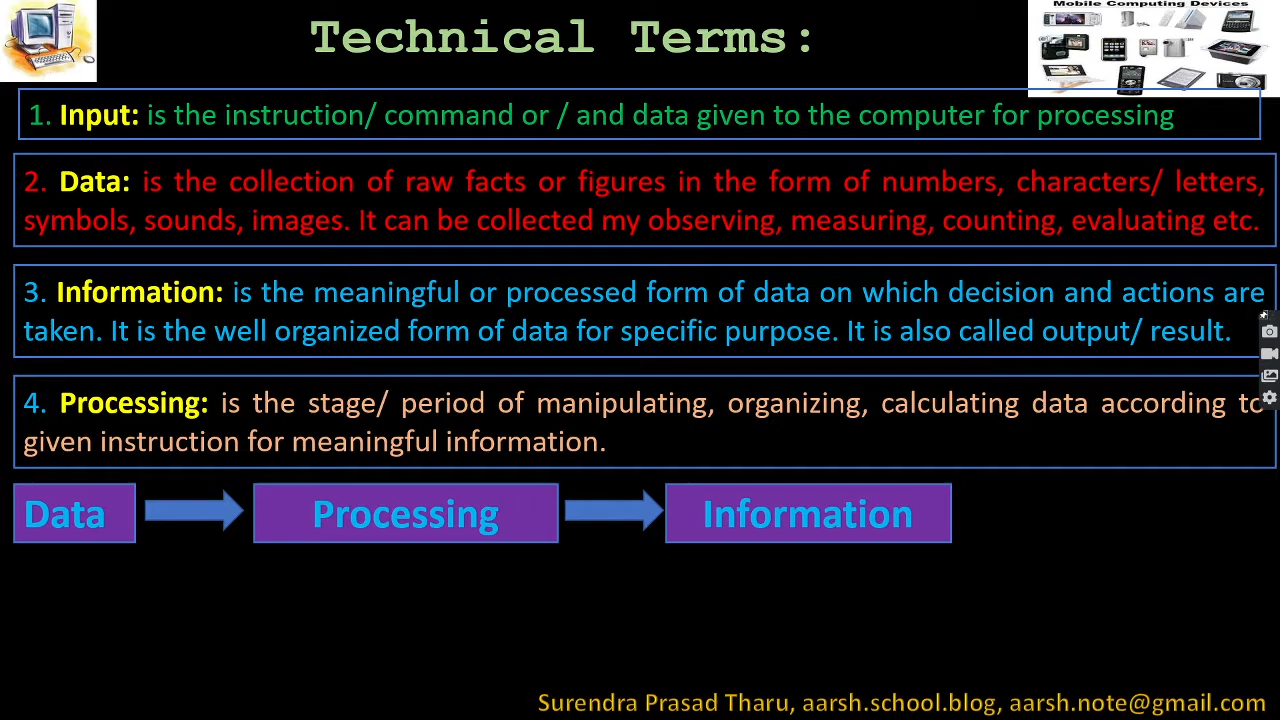 Technical Terms:
Mobile Computing Devices
1. Input: is the instruction/ command or / and data given to the computer for processing
2. Data: is the collection of raw facts or figures in the form of numbers, characters/ letters,
symbols, sounds, images. It can be collected my observing, measuring, counting, evaluating etc.
3. Information: is the meaningful or processed form of data on which decision and actions are
taken. It is the well organized form of data for specific purpose. It is also called output/ result.
4. Processing: is the stage/ period of manipulating, organizing, calculating data according to
given instruction for meaningful information.
Data
Processing
Information
Surendra Prasad Tharu, aarsh.school.blog, aarsh.note@gmail.com